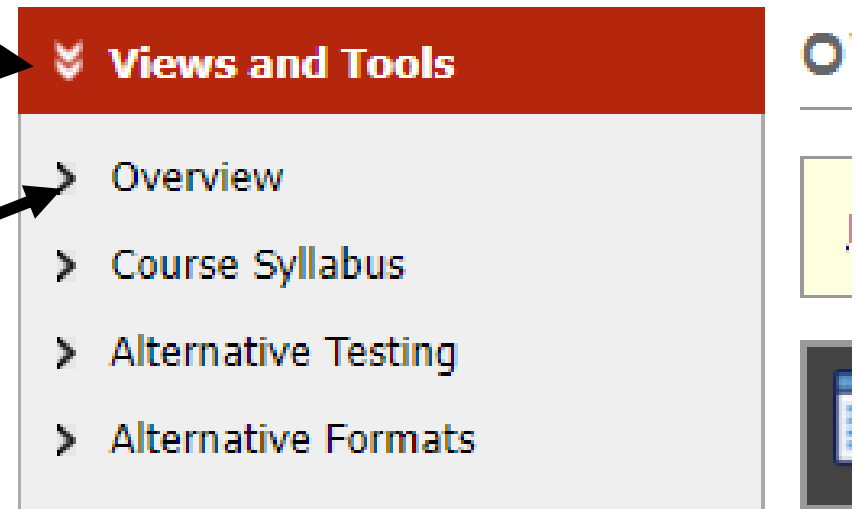 Views and Tools
Overview
Course Syllabus
Alternative Testing
Alternative Formats